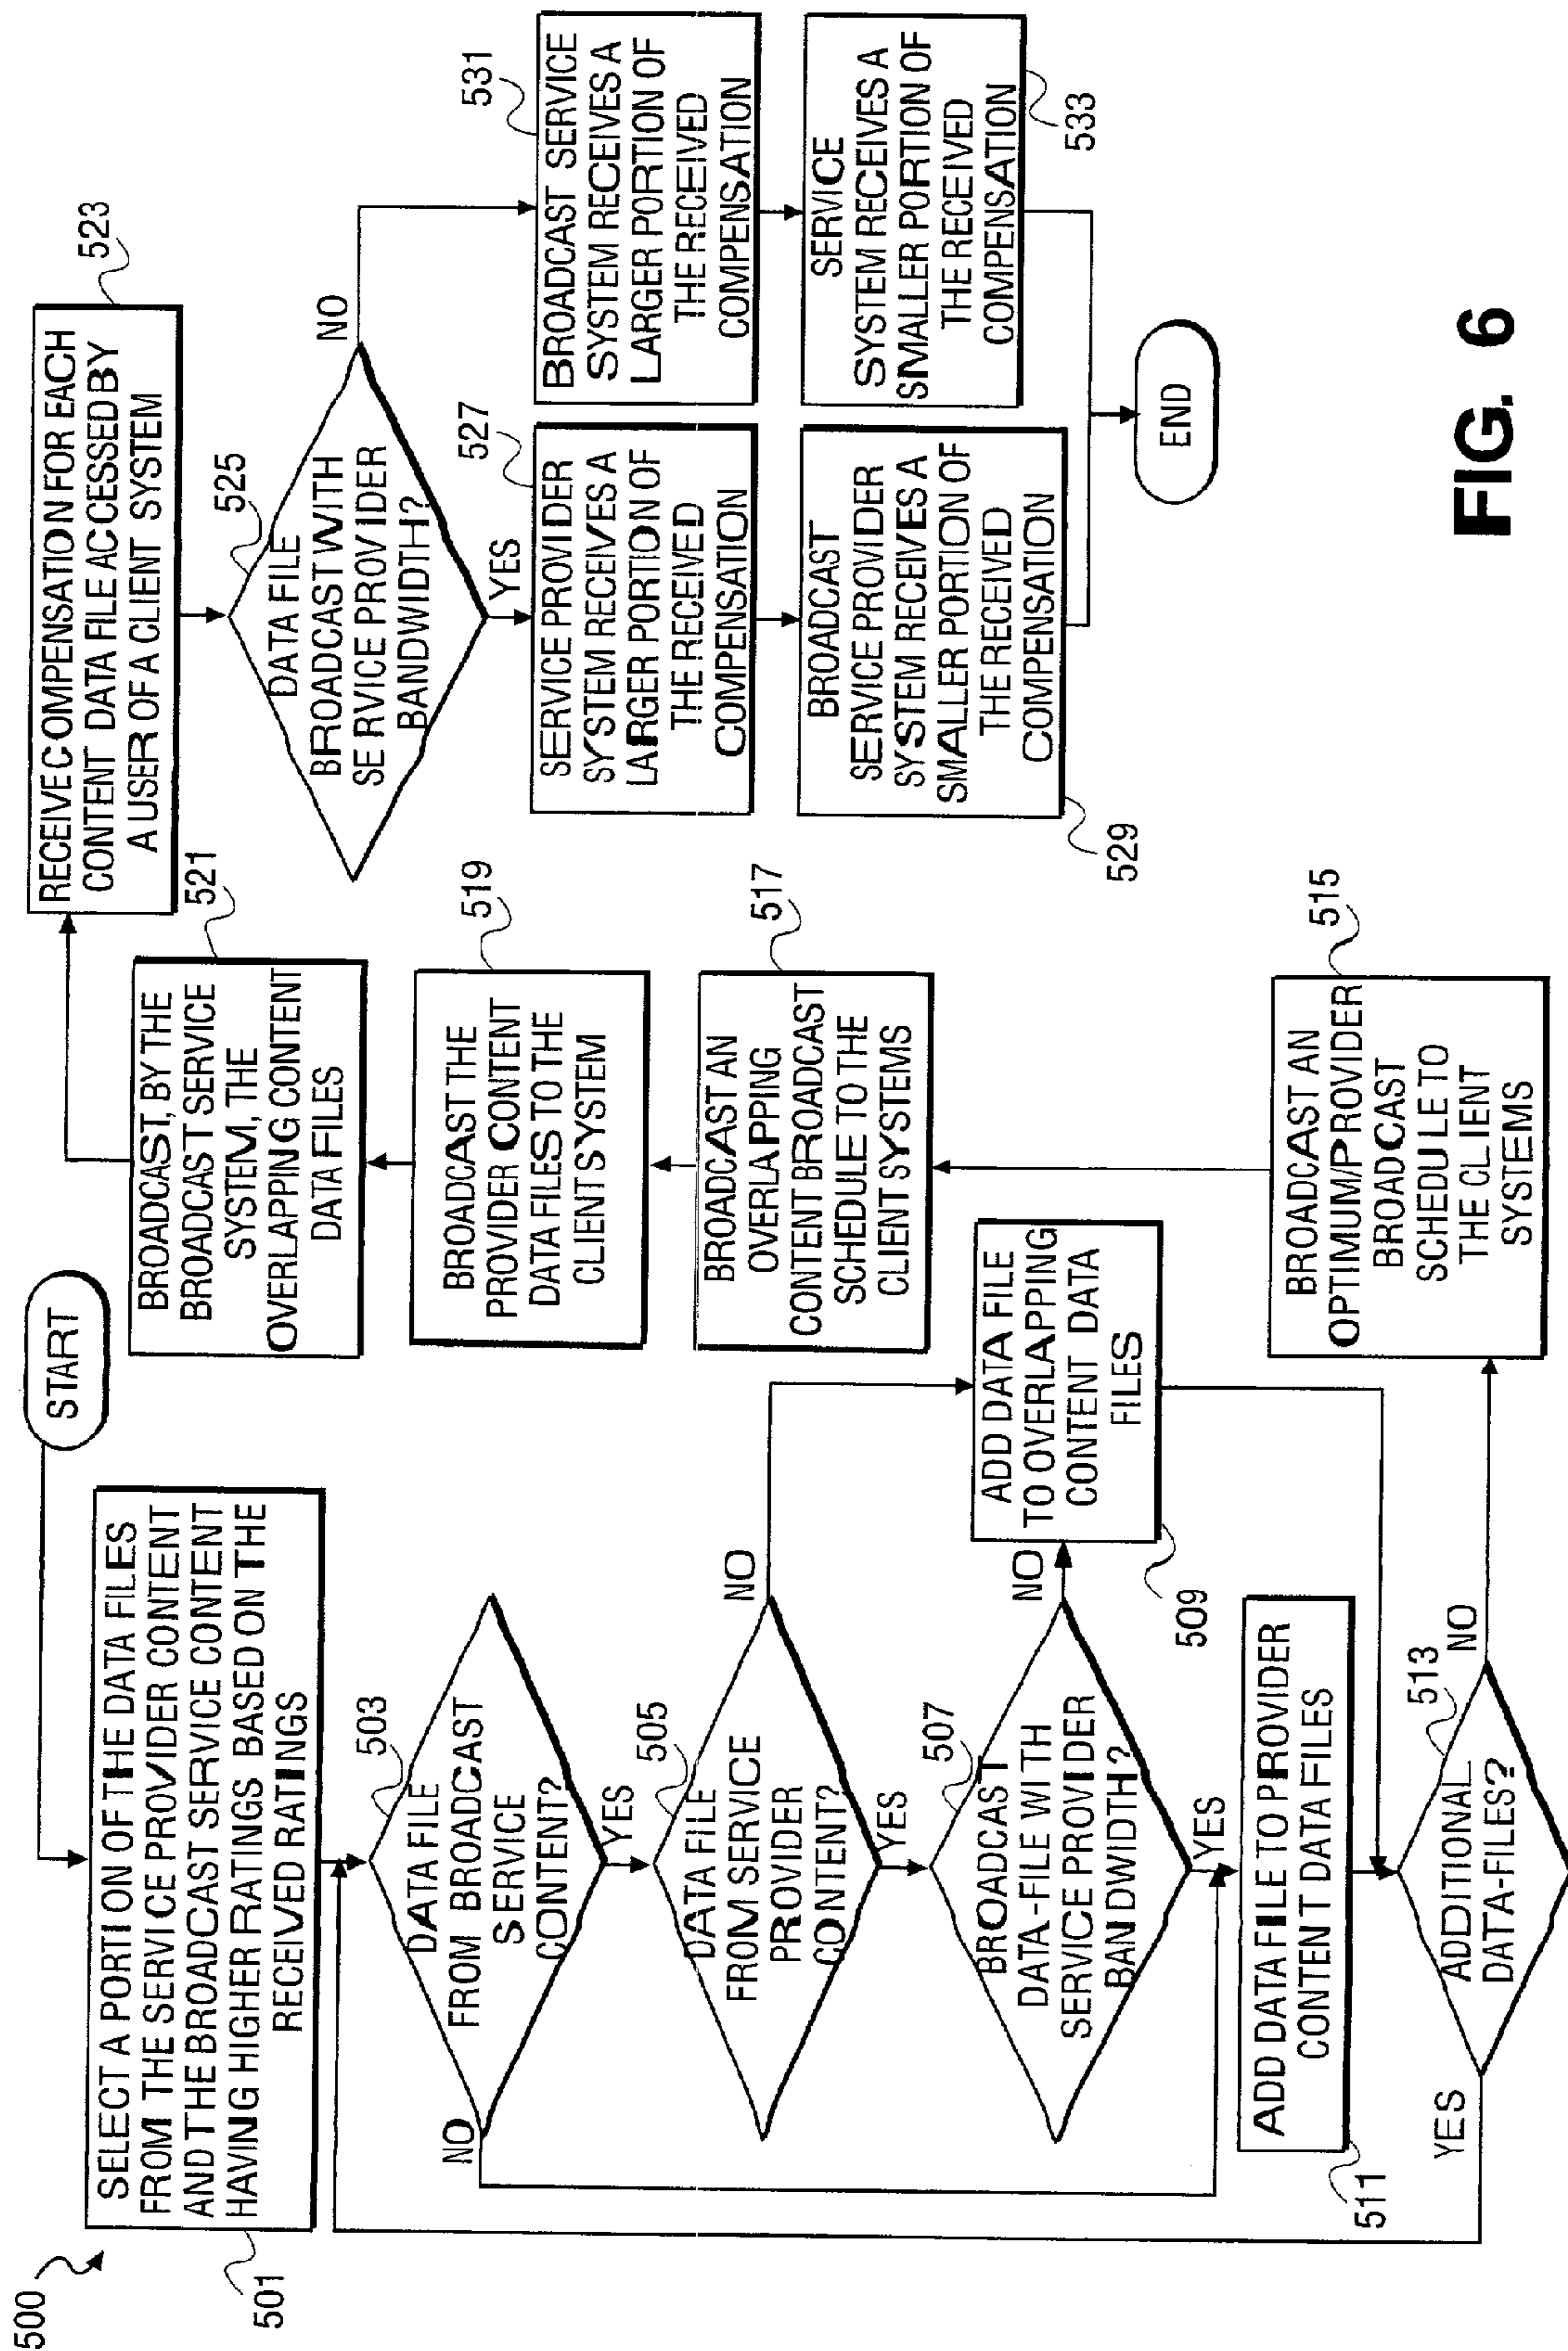 500
START
SELECT A PORTION OF THE DATA FILES
FROM THE SERVICE PROVIDER CONTENT
AND THE BROADCAST SERVICE CONTENT
HAVING HIGHER RATINGS BASED ON THE
RECEIVED RATINGS
501
DATA FILE
FROM BROADCAST
SERVICE
CONTENT?
503
NO
YES
DATA FILE
FROM SERVICE
PROVIDER
CONTENT?
505
NO
YES
BROADCAST
DATA-FILE WITH
SERVICE PROVIDER
BANDWIDTH?
507
NO
YES
ADD DATA FILE
TO OVERLAPPING
CONTENT DATA
FILES
509
ADD DATA FILE TO PROVIDER
CONTENT DATA FILES
511
ADDITIONAL
DATA-FILES?
513
YES
NO
BROADCAST AN
OPTIMUM/PROVIDER
BROADCAST
SCHEDULE TO
THE CLIENT
SYSTEMS
515
BROADCAST AN
OVERLAPPING
CONTENT BROADCAST
SCHEDULE TO THE
CLIENT SYSTEMS
517
BROADCAST THE
PROVIDER CONTENT
DATA FILES TO THE
CLIENT SYSTEM
519
BROADCAST, BY THE
BROADCAST SERVICE
SYSTEM, THE
OVERLAPPING CONTENT
DATA FILES
521
RECEIVE COMPENSATION FOR EACH
CONTENT DATA FILE ACCESSED BY
A USER OF A CLIENT SYSTEM
523
DATA FILE
BROADCAST WITH
SERVICE PROVIDER
BANDWIDTH?
525
NO
YES
SERVICE PROVIDER
SYSTEM RECEIVES A
LARGER PORTION OF
THE RECEIVED
COMPENSATION
527
BROADCAST
SERVICE PROVIDER
SYSTEM RECEIVES A
SMALLER PORTION OF
THE RECEIVED
COMPENSATION
529
BROADCAST SERVICE
SYSTEM RECEIVES A
LARGER PORTION OF
THE RECEIVED
COMPENSATION
531
SERVICE
SYSTEM RECEIVES A
SMALLER PORTION OF
THE RECEIVED
COMPENSATION
533
END
FIG. 6